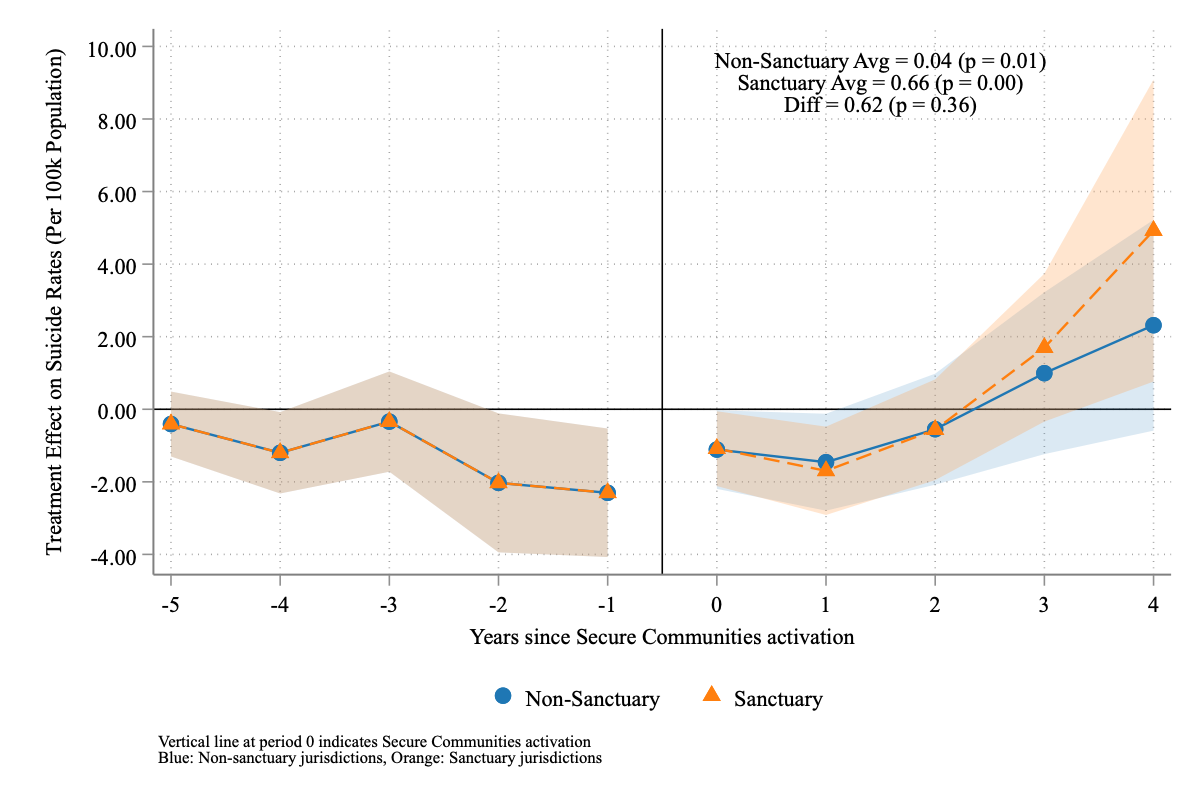 Treatment Effect on Suicide Rates (Per 100k Population)
10.00
8.00
6.00
4.00
2.00
0.00
-2.00
-4.00
Non-Sanctuary Avg = 0.04 (p = 0.01)
Sanctuary Avg = 0.66 (p = 0.00)
Diff = 0.62 (p = 0.36)
-5 -4 -3 -2 -1 0 1 2 3 4
Years since Secure Communities activation
Non-Sanctuary Sanctuary
Vertical line at period 0 indicates Secure Communities activation
Blue: Non-sanctuary jurisdictions, Orange: Sanctuary jurisdictions